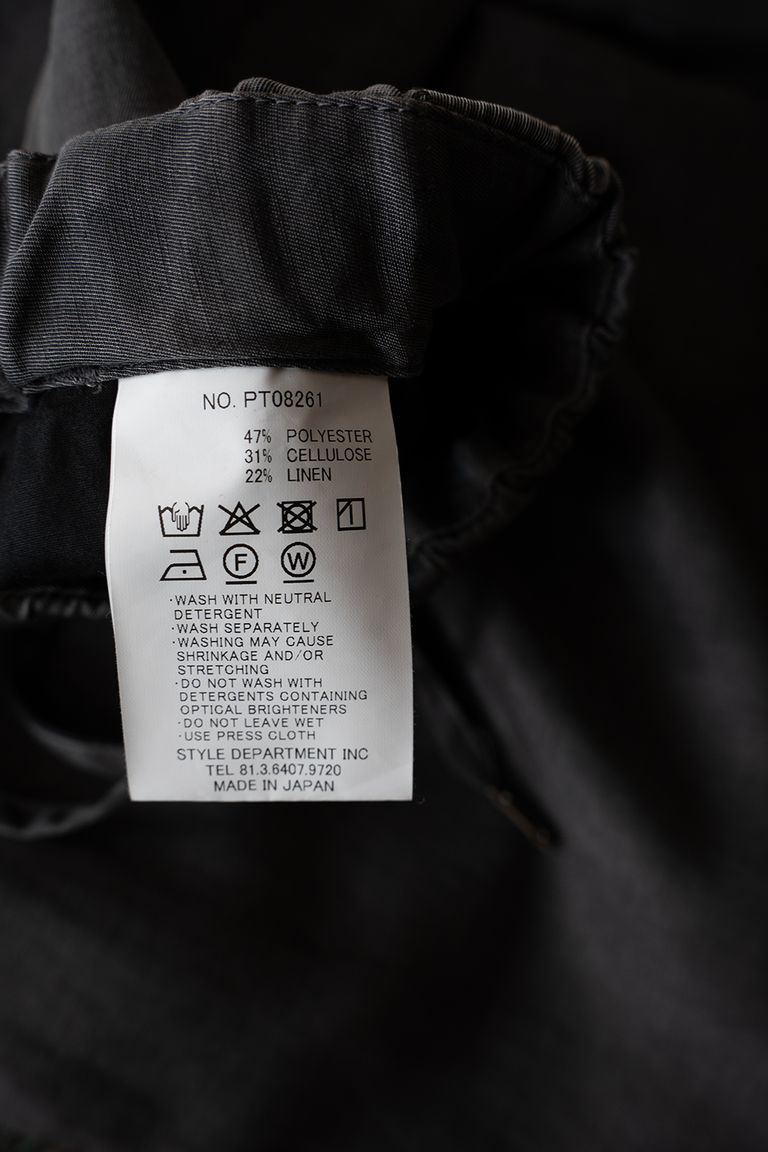 NO. PT08261
47% POLYESTER
31% CELLULOSE
22% LINEN
F W
·WASH WITH NEUTRAL
DETERGENT
·WASH SEPARATELY
·WASHING MAY CAUSE
SHRINKAGE AND/OR
STRETCHING
·DO NOT WASH WITH
DETERGENTS CONTAINING
OPTICAL BRIGHTENERS
·DO NOT LEAVE WET
·USE PRESS CLOTH
STYLE DEPARTMENT INC
TEL 81.3.6407.9720
MADE IN JAPAN